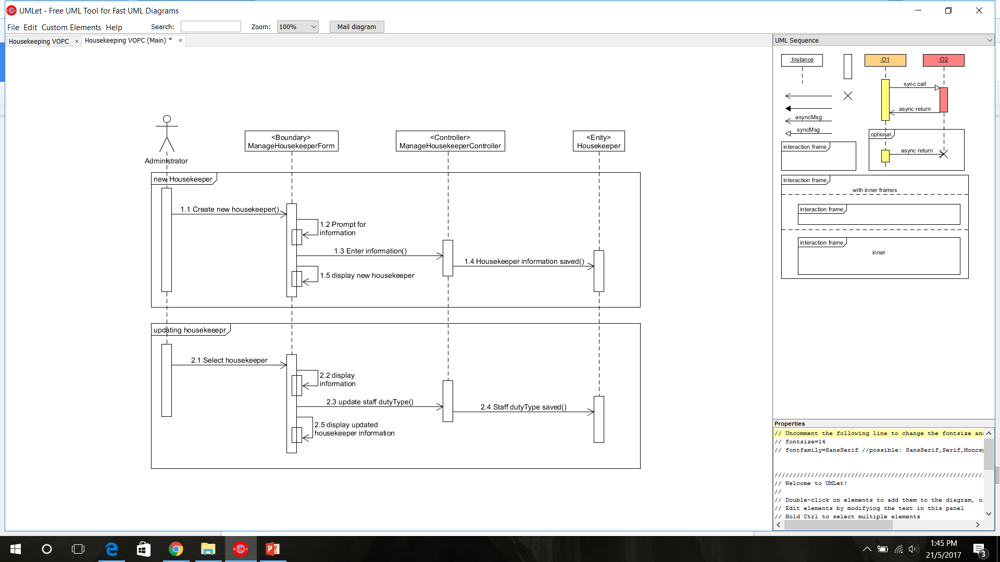 UMLet - Free UML Tool for Fast UML Diagrams
File Edit Custom Elements Help
Search:
Zoom: 100%
Mail diagram
Housekeeping VOPC ×
Housekeeping VOPC (Main) * ×
Administrator
<Boundary>
ManageHousekeeperForm
<Controller>
ManageHousekeeperController
<Enity>
Housekeeper
new Housekeeper
1.1 Create new housekeeper()
1.2 Prompt for
information
1.3 Enter information()
1.4 Housekeeper information saved()
1.5 display new housekeeper
updating housekeeepr
2.1 Select housekeeper
2.2 display
information
2.3 update staff dutyType()
2.4 Staff dutyType saved()
2.5 display updated
housekeeper information
UML Sequence
:Instance
:O1
:O2
sync call
async return
asyncMsg
syncMsg
optional
async return
interaction frame
interaction frame
with inner frames
interaction frame
interaction frame
inner
Properties
// Uncomment the following line to change the fontsize
// fontsize=14
// fontfamily=SansSerif //possible: SansSerif,Serif,
////////////////////////////////////////////////////////////
// Welcome to UMLet!
//
// Double-click on elements to add them to the diagram,
// Edit elements by modifying the text in this panel
// Hold Ctrl to select multiple elements
UMLet
1:45 PM
21/5/2017
3